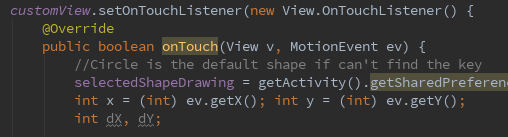 customView.setOnTouchListener(new View.OnTouchListener() {
@Override
public boolean onTouch(View v, MotionEvent ev) {
//Circle is the default shape if can't find the key
selectedShapeDrawing = getActivity().getSharedPreferenc
int x = (int) ev.getX(); int y = (int) ev.getY();
int dX, dY;